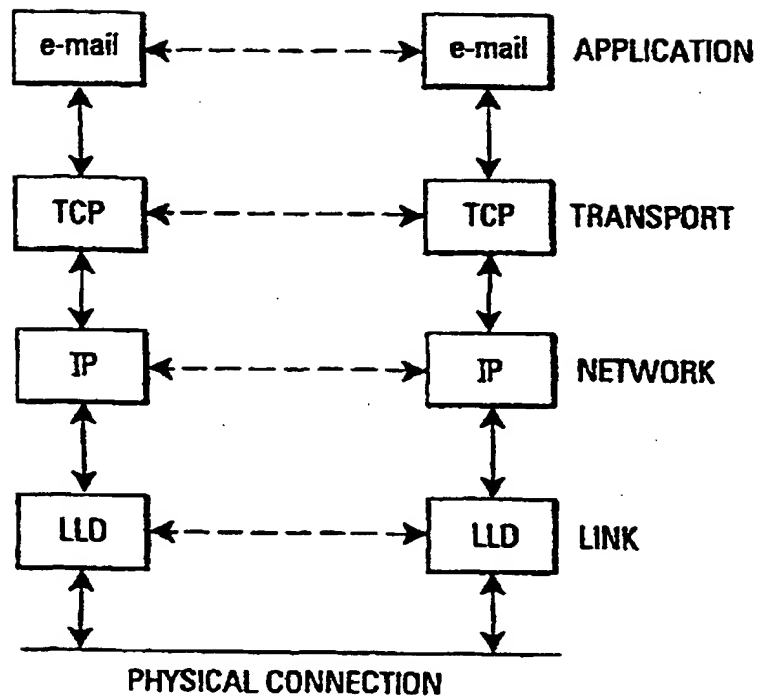 e-mail e-mail APPLICATION
TCP TCP TRANSPORT
IP IP NETWORK
LLD LLD LINK
PHYSICAL CONNECTION